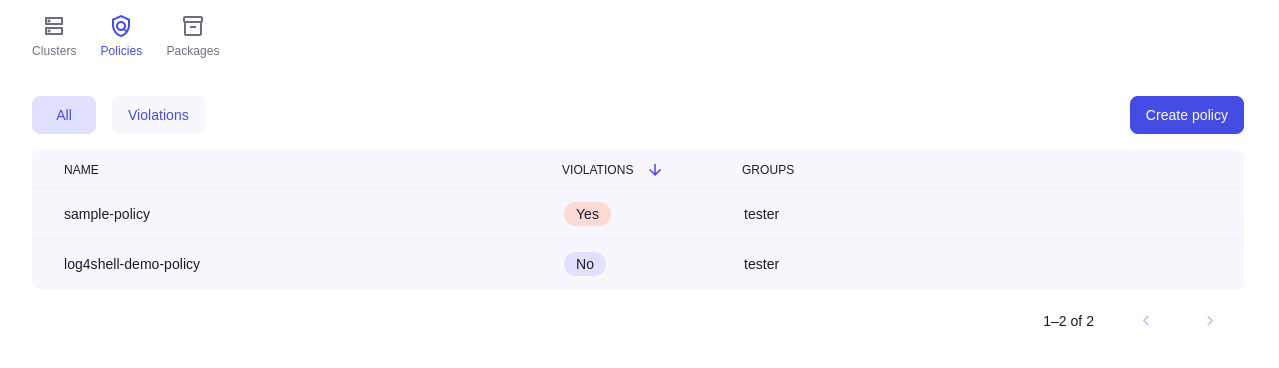 Clusters Policies Packages
All Violations Create policy
NAME VIOLATIONS GROUPS
sample-policy Yes tester
log4shell-demo-policy No tester
1–2 of 2